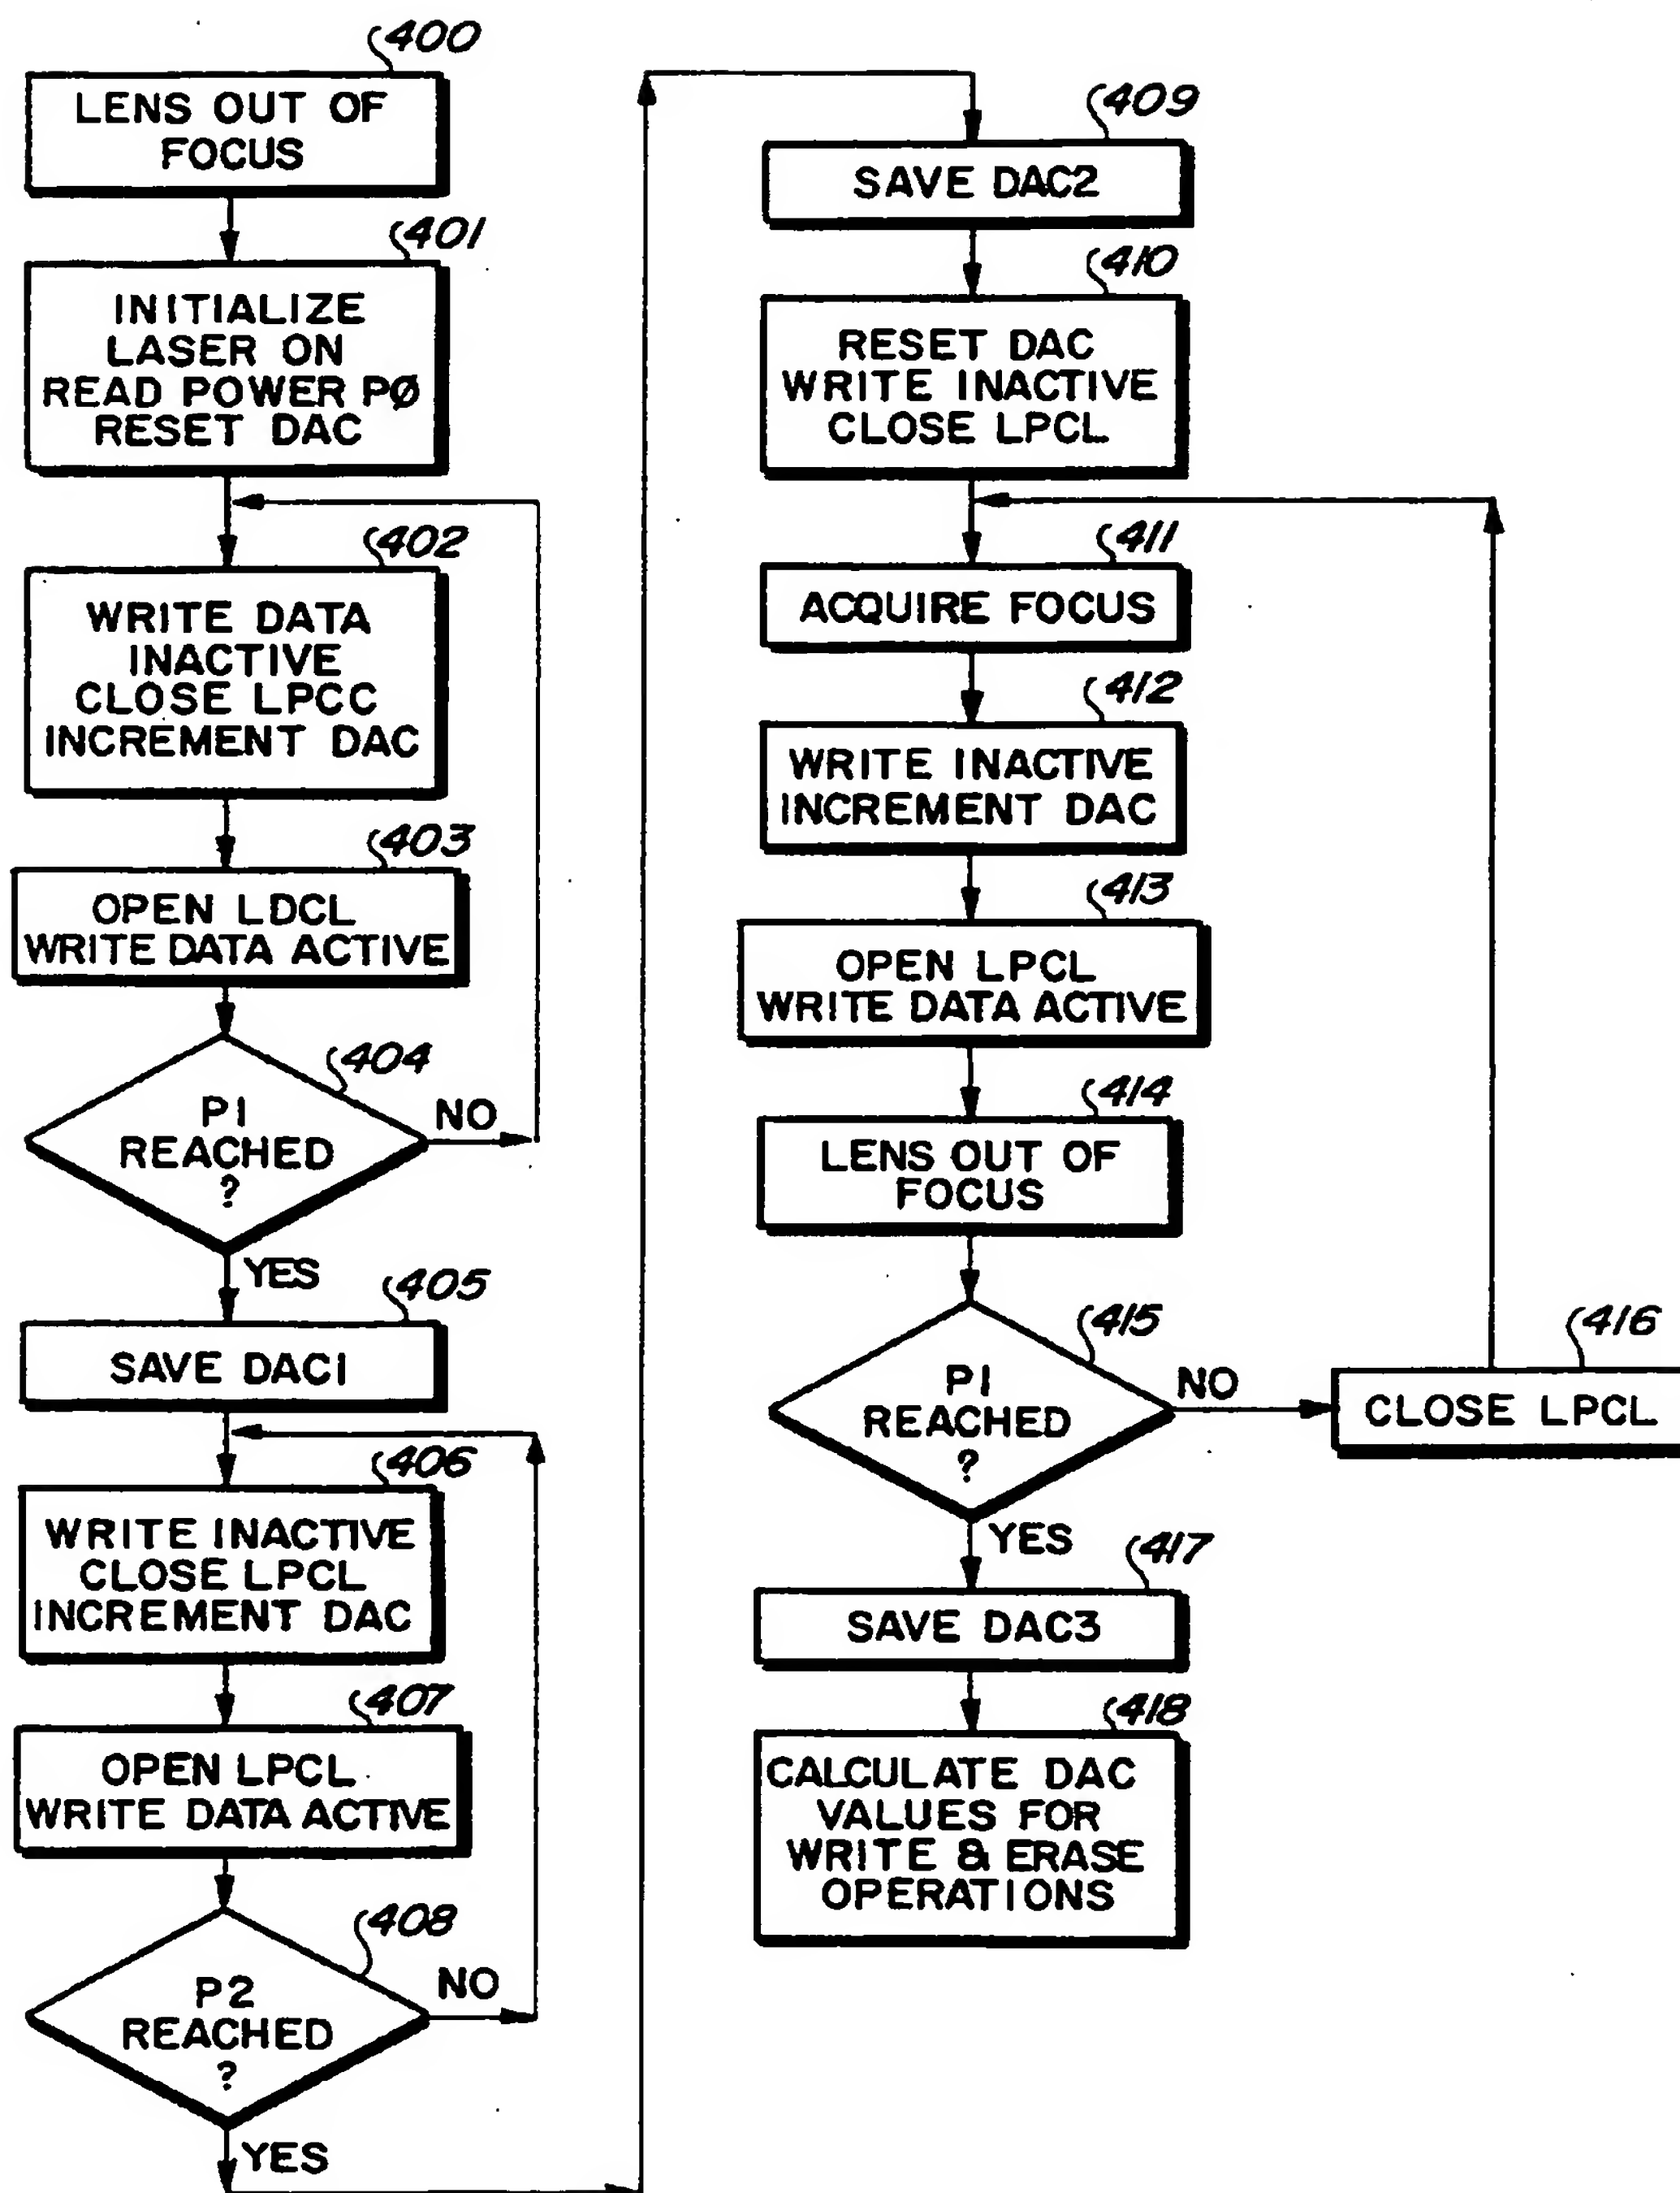 400
LENS OUT OF
FOCUS
401
INITIALIZE
LASER ON
READ POWER PØ
RESET DAC
402
WRITE DATA
INACTIVE
CLOSE LPCC
INCREMENT DAC
403
OPEN LDCL
WRITE DATA ACTIVE
404
P1
REACHED
?
NO
YES
405
SAVE DAC1
406
WRITE INACTIVE
CLOSE LPCL
INCREMENT DAC
407
OPEN LPCL
WRITE DATA ACTIVE
408
P2
REACHED
?
NO
YES
409
SAVE DAC2
410
RESET DAC
WRITE INACTIVE
CLOSE LPCL
411
ACQUIRE FOCUS
412
WRITE INACTIVE
INCREMENT DAC
413
OPEN LPCL
WRITE DATA ACTIVE
414
LENS OUT OF
FOCUS
415
P1
REACHED
?
NO
416
CLOSE LPCL
YES
417
SAVE DAC3
418
CALCULATE DAC
VALUES FOR
WRITE & ERASE
OPERATIONS